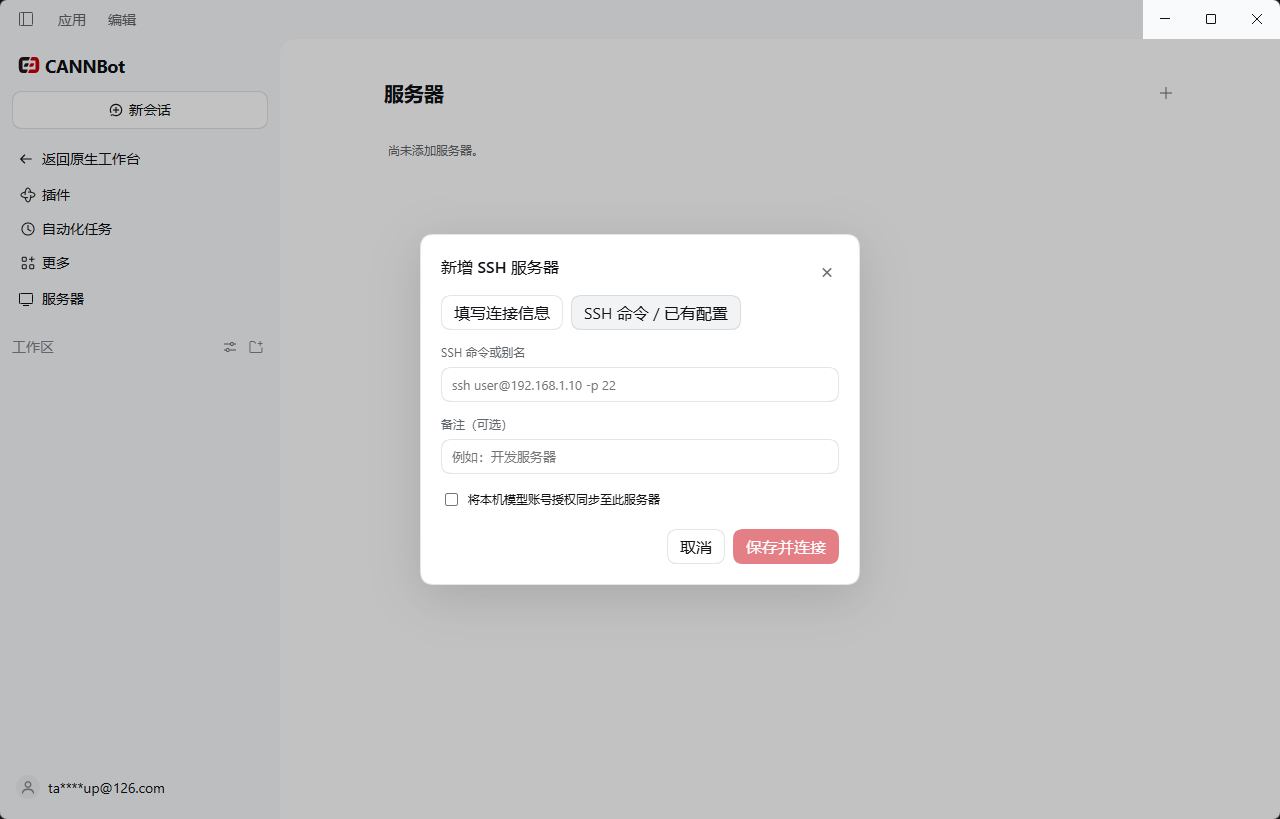 应用 编辑
CANNBot
新会话
返回原生工作台
插件
自动化任务
更多
服务器
工作区
ta****up@126.com
服务器
尚未添加服务器。
新增 SSH 服务器
填写连接信息 SSH 命令 / 已有配置
SSH 命令或别名
ssh user@192.168.1.10 -p 22
备注（可选）
例如：开发服务器
将本机模型账号授权同步至此服务器
取消 保存并连接